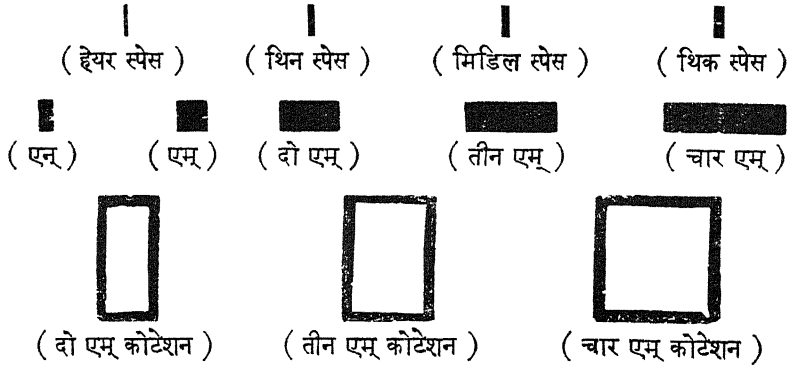 ( हेयर स्पेस ) ( थिन स्पेस ) ( मिडिल स्पेस ) ( थिक स्पेस )
( एन् ) ( एम् ) ( दो एम् ) ( तीन एम् ) ( चार एम् )
( दो एम् कोटेशन ) ( तीन एम् कोटेशन ) ( चार एम् कोटेशन )